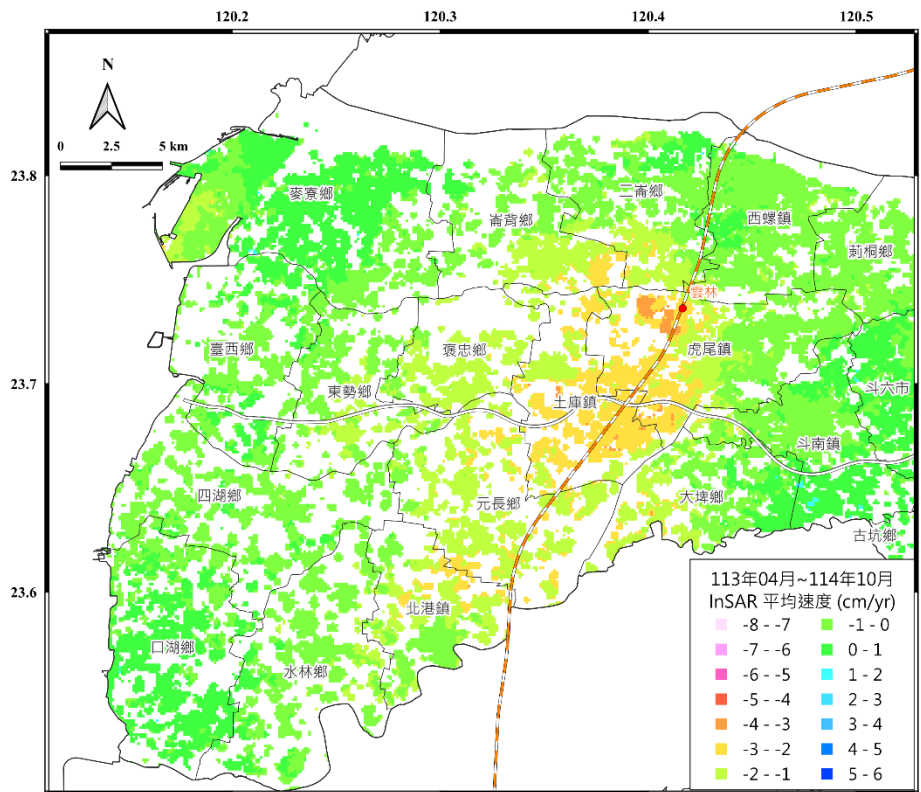 120.2 120.3 120.4 120.5
N
0 2.5 5 km
23.8
麥寮鄉
二崙鄉
崙背鄉
西螺鎮
莿桐鄉
雲林
臺西鄉
褒忠鄉
虎尾鎮
23.7
東勢鄉
土庫鎮
斗六市
斗南鎮
四湖鄉
元長鄉
大埤鄉
古坑鄉
23.6
北港鎮
口湖鄉
水林鄉
113年04月~114年10月
InSAR 平均速度 (cm/yr)
-8 - -7 -1 - 0
-7 - -6 0 - 1
-6 - -5 1 - 2
-5 - -4 2 - 3
-4 - -3 3 - 4
-3 - -2 4 - 5
-2 - -1 5 - 6